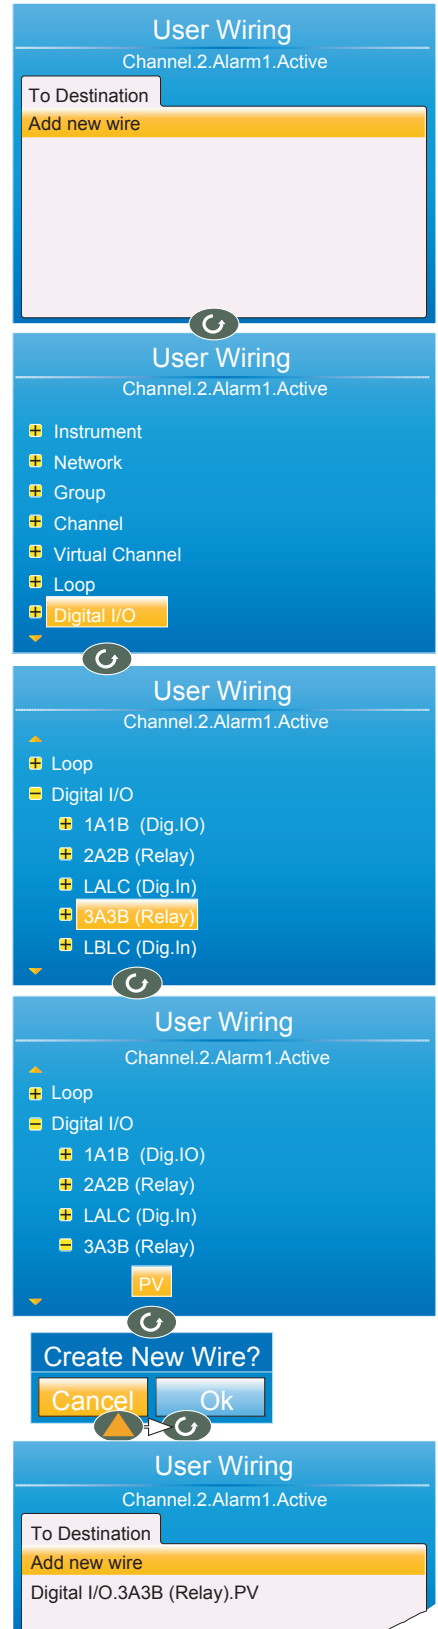 User Wiring
Channel.2.Alarm1.Active
To Destination
Add new wire
User Wiring
Channel.2.Alarm1.Active
Instrument
Network
Group
Channel
Virtual Channel
Loop
Digital I/O
User Wiring
Channel.2.Alarm1.Active
Loop
Digital I/O
1A1B (Dig.IO)
2A2B (Relay)
LALC (Dig.In)
3A3B (Relay)
LBLC (Dig.In)
User Wiring
Channel.2.Alarm1.Active
Loop
Digital I/O
1A1B (Dig.IO)
2A2B (Relay)
LALC (Dig.In)
3A3B (Relay)
PV
Create New Wire?
Cancel Ok
User Wiring
Channel.2.Alarm1.Active
To Destination
Add new wire
Digital I/O.3A3B (Relay).PV